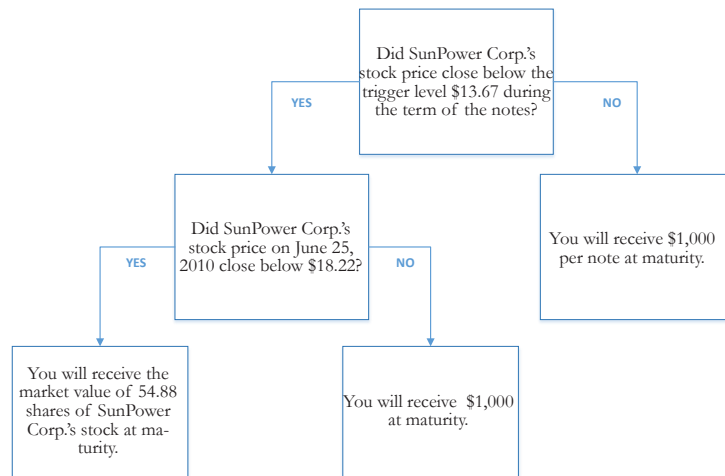 Did SunPower Corp.'s
stock price close below the
trigger level $13.67 during
the term of the notes?
YES
NO
Did SunPower Corp.'s
stock price on June 25,
2010 close below $18.22?
You will receive $1,000
per note at maturity.
YES
NO
You will receive the
market value of 54.88
shares of SunPower
Corp.'s stock at ma-
turity.
You will receive $1,000
at maturity.